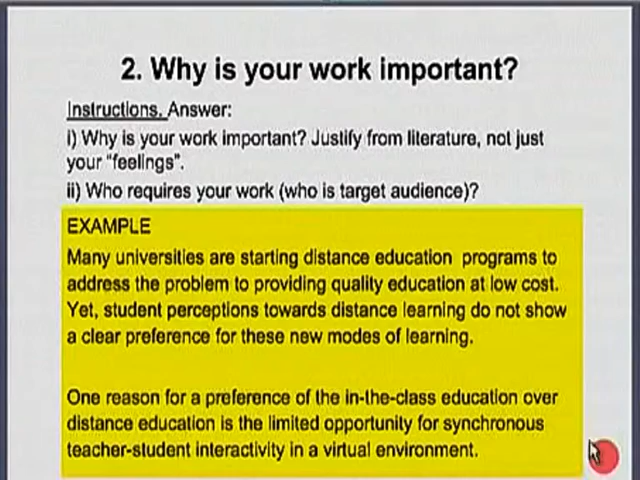 2. Why is your work important?
Instructions. Answer:
i) Why is your work important? Justify from literature, not just
your "feelings".
ii) Who requires your work (who is target audience)?
EXAMPLE
Many universities are starting distance education programs to
address the problem to providing quality education at low cost.
Yet, student perceptions towards distance learning do not show
a clear preference for these new modes of learning.
One reason for a preference of the in-the-class education over
distance education is the limited opportunity for synchronous
teacher-student interactivity in a virtual environment.